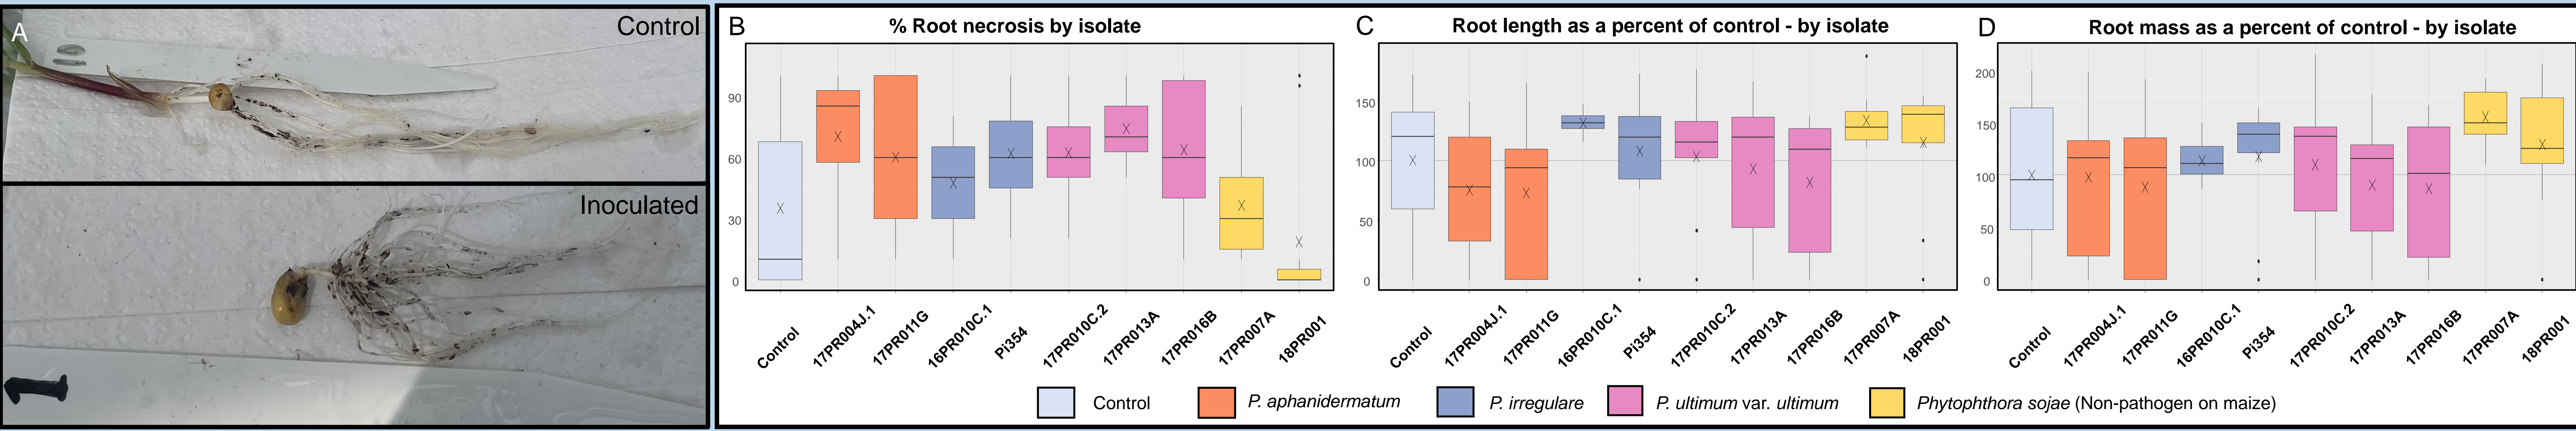 A
Control
0
Inoculated
1
B
% Root necrosis by isolate
90
60
30
0
Control
17PR004J.1
17PR011G
16PR010C.1
Pi354
17PR010C.2
17PR013A
17PR016B
17PR007A
18PR001
C
Root length as a percent of control - by isolate
150
100
50
0
Control
17PR004J.1
17PR011G
16PR010C.1
Pi354
17PR010C.2
17PR013A
17PR016B
17PR007A
18PR001
D
Root mass as a percent of control - by isolate
200
150
100
50
0
Control
17PR004J.1
17PR011G
16PR010C.1
Pi354
17PR010C.2
17PR013A
17PR016B
17PR007A
18PR001
Control
P. aphanidermatum
P. irregulare
P. ultimum var. ultimum
Phytophthora sojae (Non-pathogen on maize)